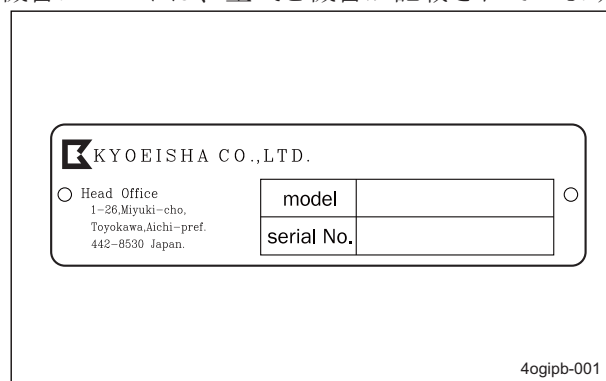 KYOEISHA CO.,LTD.
Head Office
1-26,Miyuki-cho,
Toyokawa,Aichi-pref.
442-8530 Japan.
model
serial No.
4ogipb-001